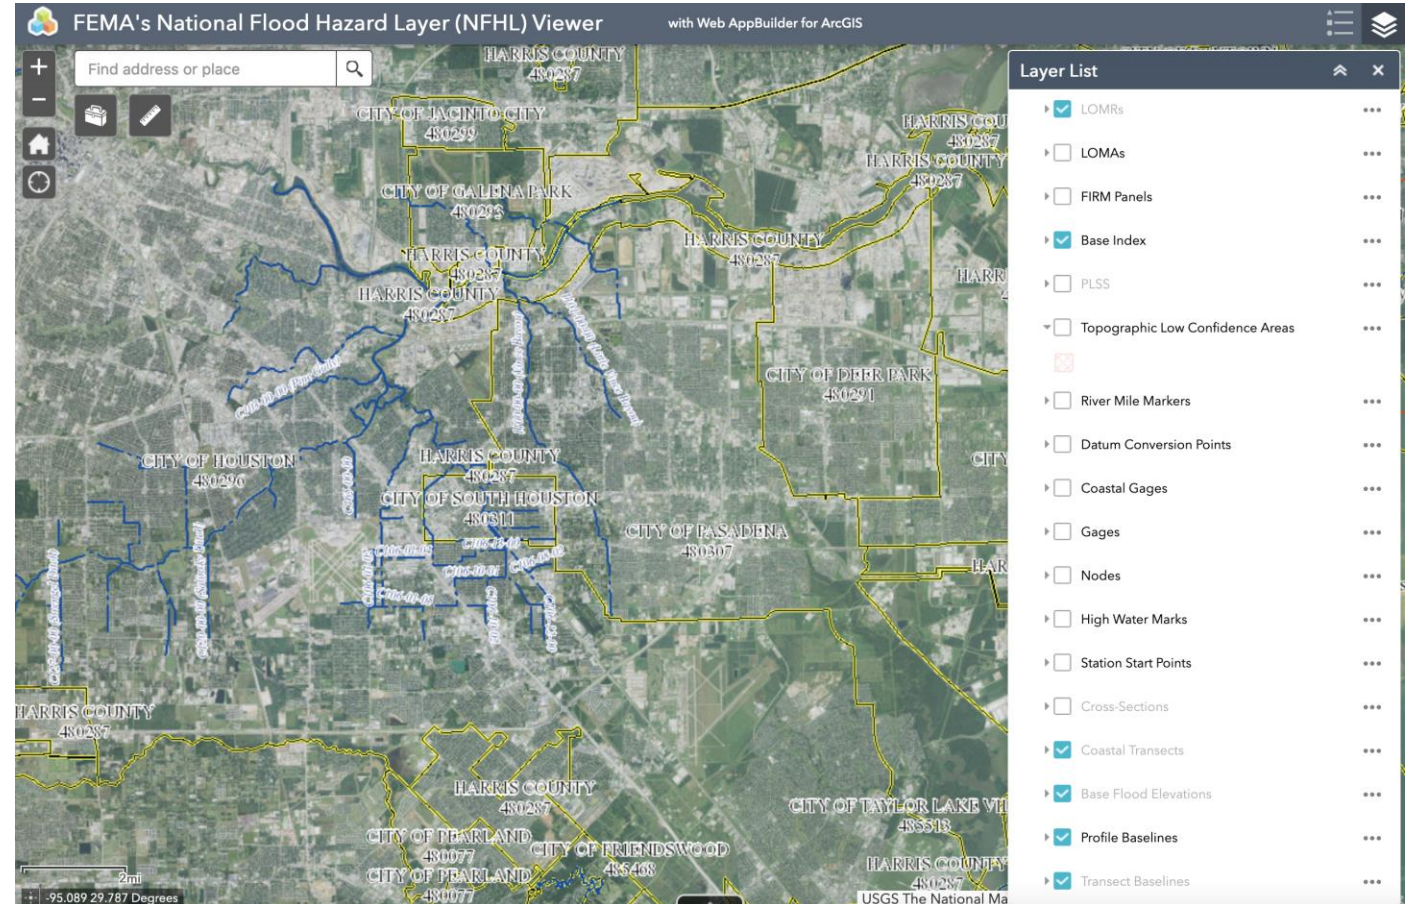 FEMA's National Flood Hazard Layer (NFHL) Viewer
with Web AppBuilder for ArcGIS
Find address or place
Layer List
LOMRs
LOMAs
FIRM Panels
Base Index
PLSS
Topographic Low Confidence Areas
River Mile Markers
Datum Conversion Points
Coastal Gages
Gages
Nodes
High Water Marks
Station Start Points
Cross-Sections
Coastal Transects
Base Flood Elevations
Profile Baselines
Transect Baselines
HARRIS COUNTY
480287
CITY OF JACINTO CITY
480299
HARRIS COU
480287
HARRIS COUNTY
480287
CITY OF GALENA PARK
480293
HARRIS COUNTY
480287
HARRIS COUNTY
480287
HARR
HARRIS COUNTY
480287
CITY OF DEER PARK
480291
CITY OF HOUSTON
480296
HARRIS COUNTY
480287
CITY
CITY OF SOUTH HOUSTON
480311
CITY OF PASADENA
480307
HAR
C106-01-05
HARRIS COUNTY
480287
HARRIS COUNTY
480287
CITY OF TAYLOR LAKE VI
485513
CITY OF PEARLAND
480077
CITY OF FRIENDSWOOD
485468
HARRIS COUNTY
480287
CITY OF PEARLAND
480077
2mi
-95.089 29.787 Degrees
USGS The National Ma